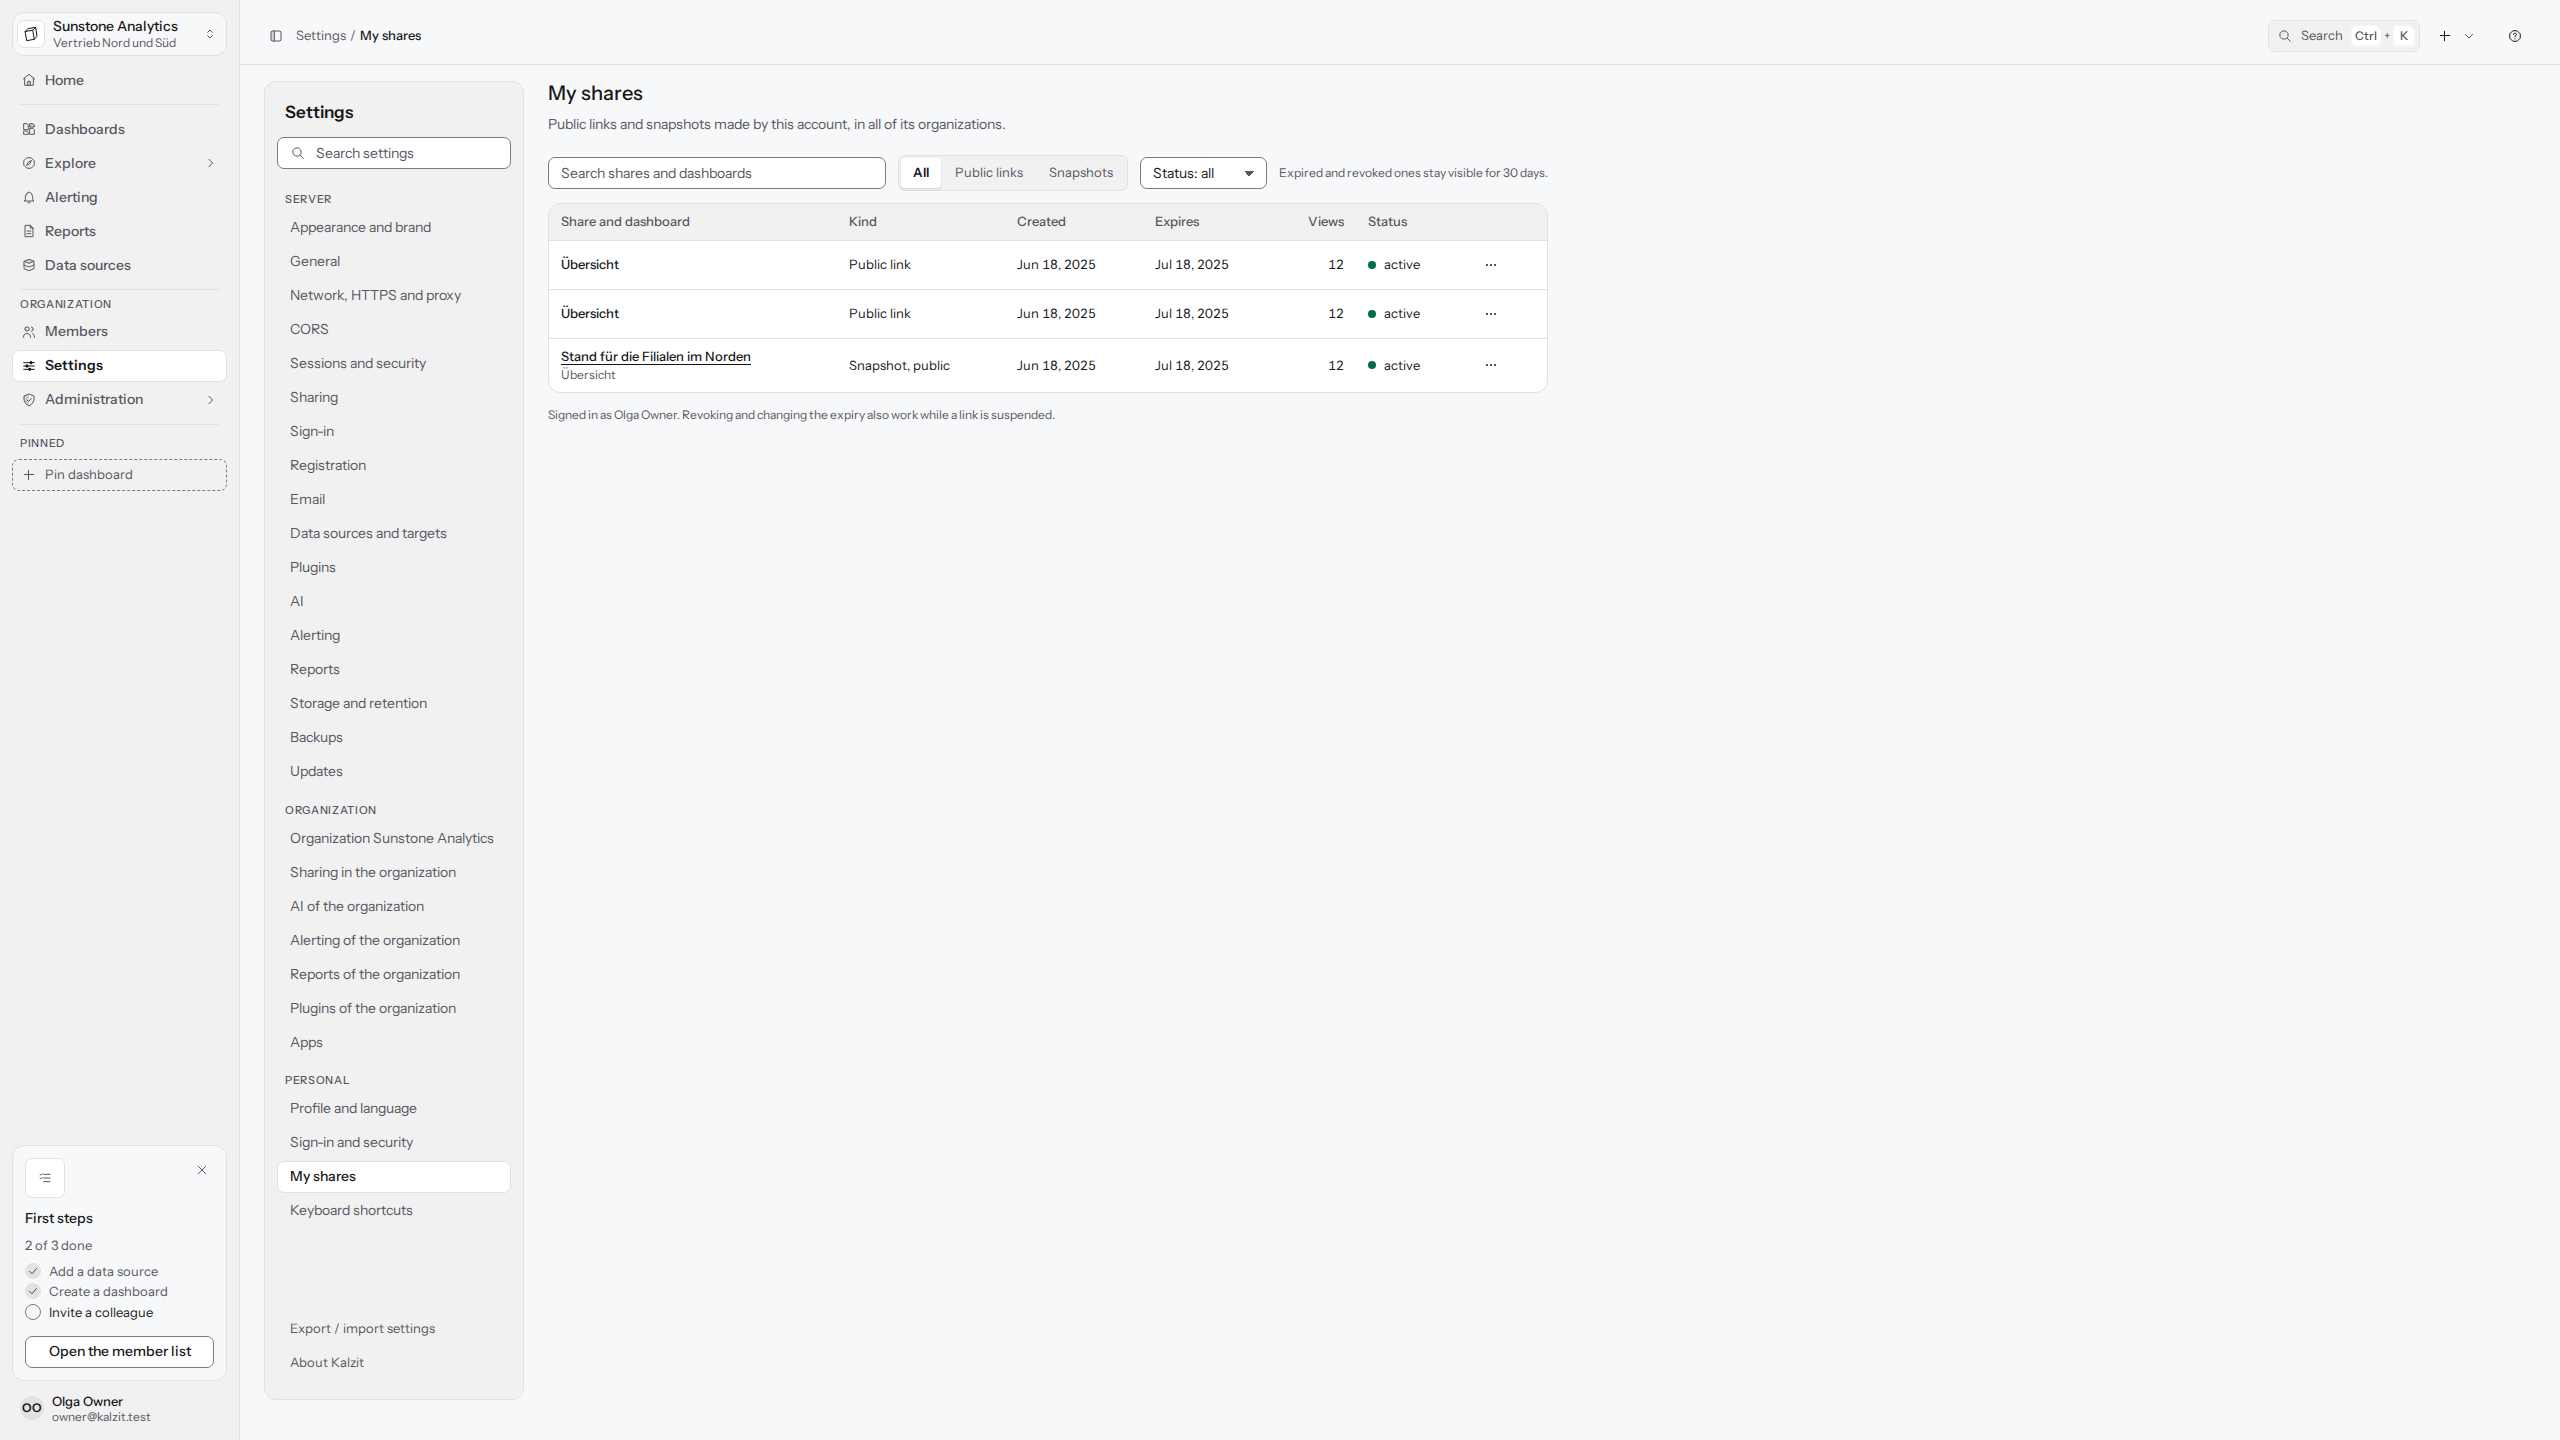 Sunstone Analytics
Vertrieb Nord und Süd
Home
Dashboards
Explore
Alerting
Reports
Data sources
ORGANIZATION
Members
Settings
Administration
PINNED
Pin dashboard
First steps
2 of 3 done
Add a data source
Create a dashboard
Invite a colleague
Open the member list
OO
Olga Owner
owner@kalzit.test
Settings / My shares
Search Ctrl + K
Settings
Search settings
SERVER
Appearance and brand
General
Network, HTTPS and proxy
CORS
Sessions and security
Sharing
Sign-in
Registration
Email
Data sources and targets
Plugins
AI
Alerting
Reports
Storage and retention
Backups
Updates
ORGANIZATION
Organization Sunstone Analytics
Sharing in the organization
AI of the organization
Alerting of the organization
Reports of the organization
Plugins of the organization
Apps
PERSONAL
Profile and language
Sign-in and security
My shares
Keyboard shortcuts
Export / import settings
About Kalzit
My shares
Public links and snapshots made by this account, in all of its organizations.
Search shares and dashboards All Public links Snapshots Status: all Expired and revoked ones stay visible for 30 days.
Share and dashboard Kind Created Expires Views Status
Übersicht Public link Jun 18, 2025 Jul 18, 2025 12 active
Übersicht Public link Jun 18, 2025 Jul 18, 2025 12 active
Stand für die Filialen im Norden Snapshot, public Jun 18, 2025 Jul 18, 2025 12 active
Übersicht
Signed in as Olga Owner. Revoking and changing the expiry also work while a link is suspended.